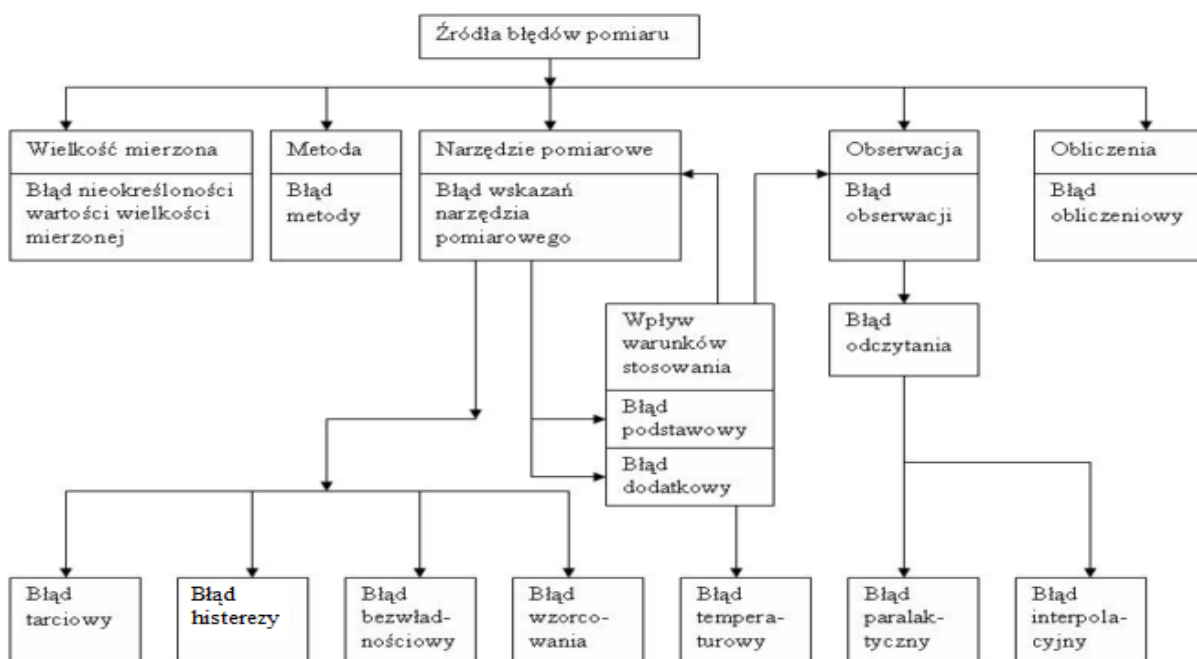 Źródła błędów pomiaru
Wielkość mierzona
Błąd nieokreśloności
wartości wielkości
mierzonej
Metoda
Błąd
metody
Narzędzie pomiarowe
Błąd wskazań
narzędzia
pomiarowego
Obserwacja
Błąd
obserwacji
Obliczenia
Błąd
obliczeniowy
Wpływ
warunków
stosowania
Błąd
podstawowy
Błąd
dodatkowy
Błąd
odczytania
Błąd
tarciowy
Błąd
histerezy
Błąd
bezwład-
nościowy
Błąd
wzorco-
wania
Błąd
tempera-
turowy
Błąd
paralak-
tyczny
Błąd
interpola-
cyjny